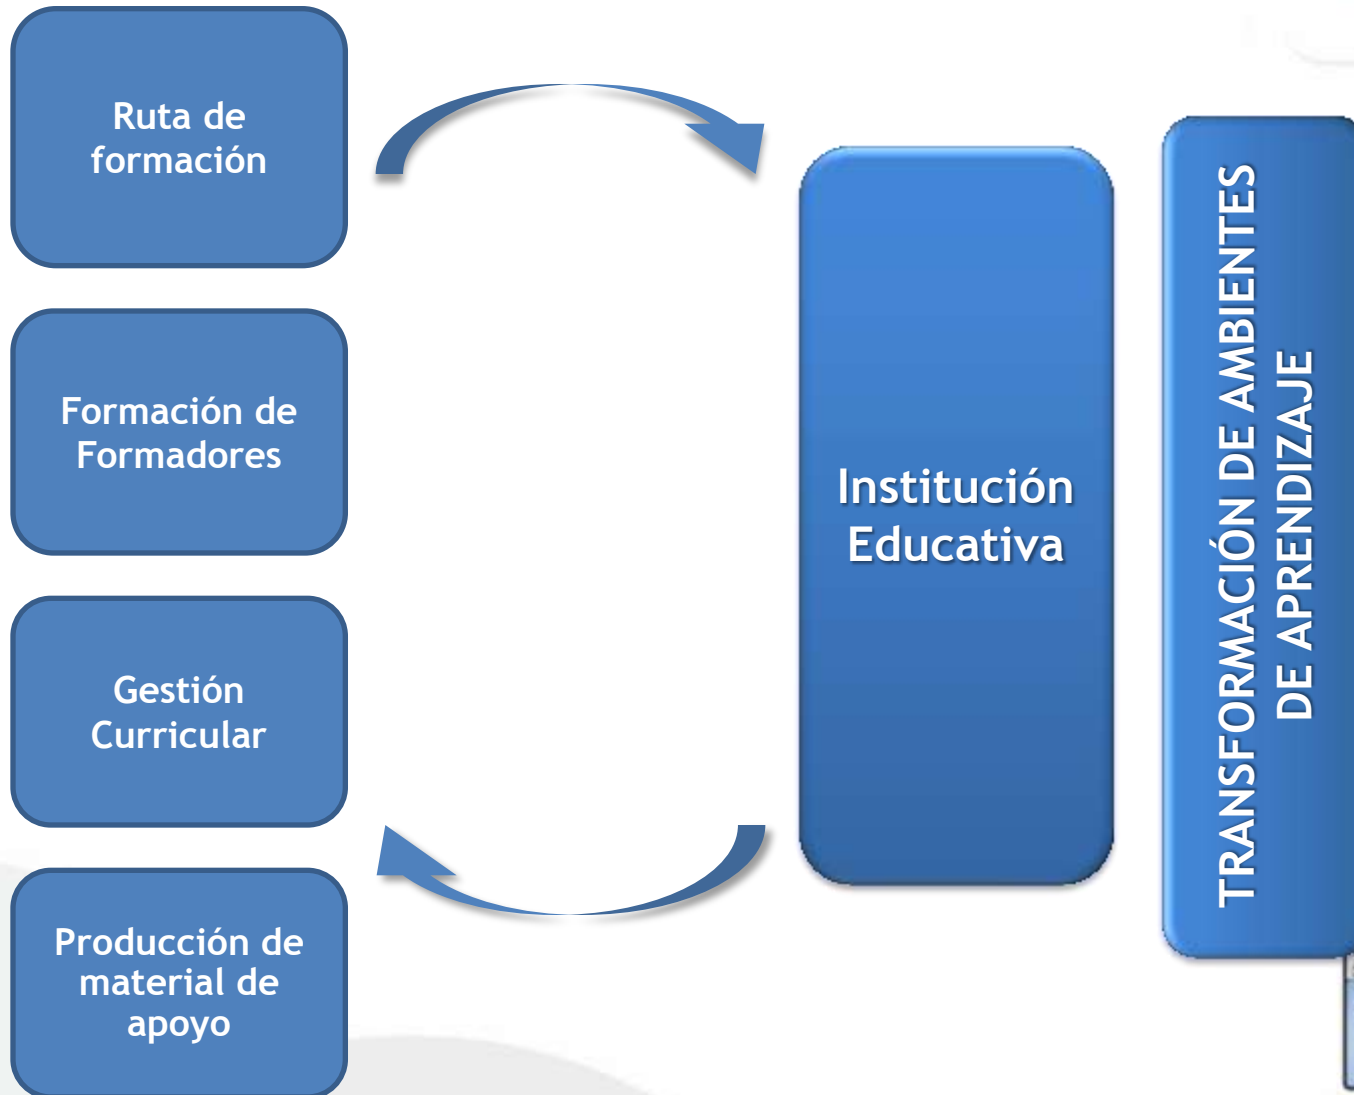 Ruta de
formación
Formación de
Formadores
Gestión
Curricular
Producción de
material de
apoyo
Institución
Educativa
TRANSFORMACIÓN DE AMBIENTES
DE APRENDIZAJE